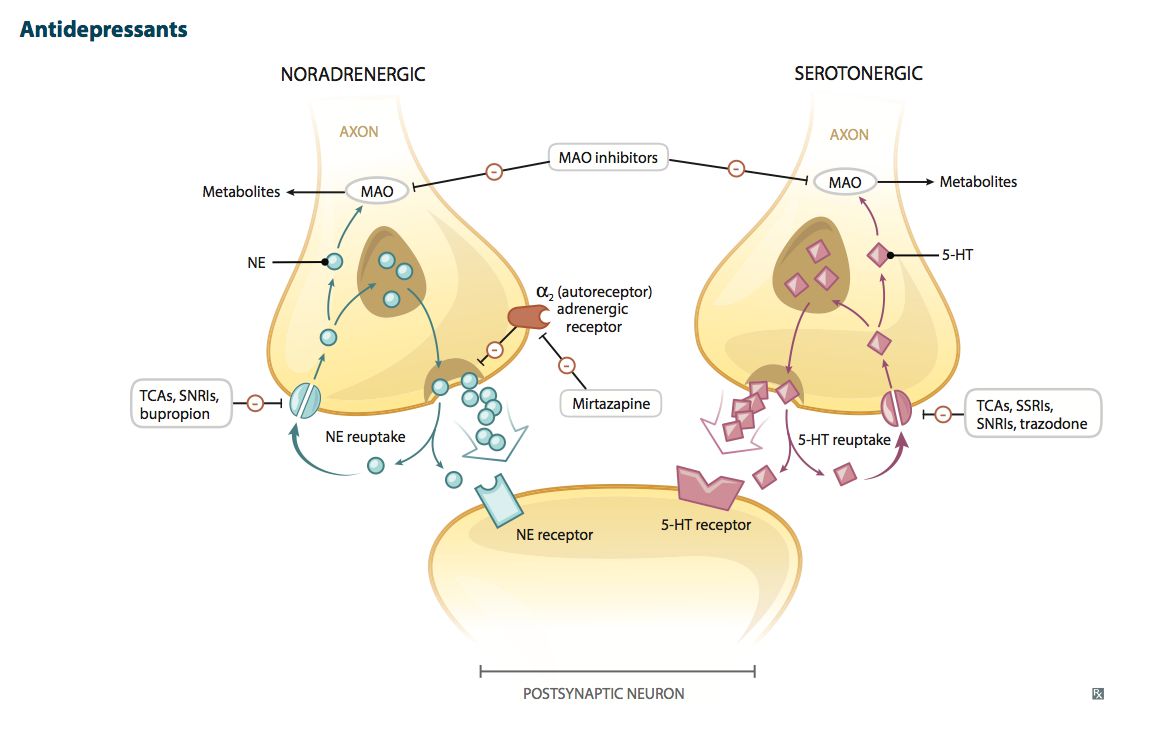 Antidepressants
NORADRENERGIC
SEROTONERGIC
AXON
AXON
MAO inhibitors
Metabolites
MAO
MAO
Metabolites
NE
5-HT
α2 (autoreceptor)
adrenergic
receptor
TCAs, SNRIs,
bupropion
Mirtazapine
TCAs, SSRIs,
SNRIs, trazodone
NE reuptake
5-HT reuptake
NE receptor
5-HT receptor
POSTSYNAPTIC NEURON
℞